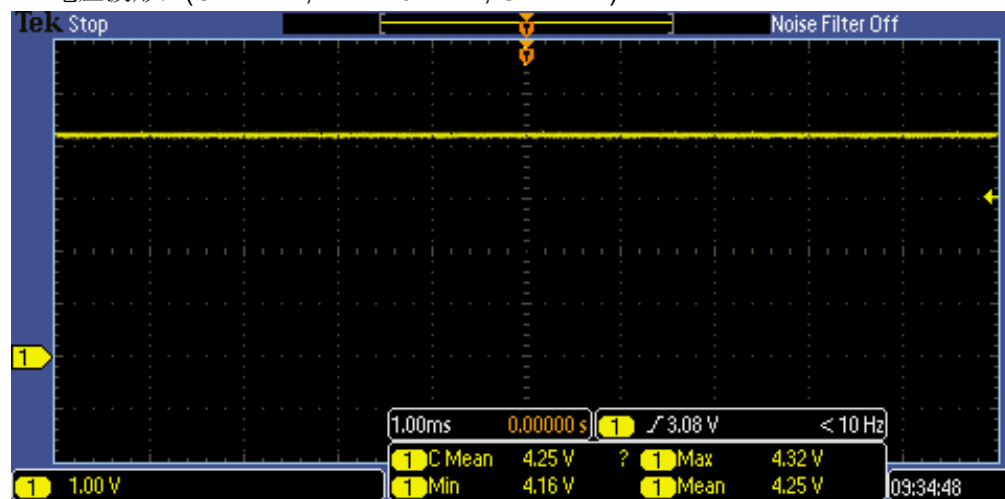 Tek Stop
Noise Filter Off
1
1.00ms 0.00000 s 1 3.08 V < 10 Hz
1 C Mean 4.25 V ? 1 Max 4.32 V
1 1.00 V 1 Min 4.16 V 1 Mean 4.25 V 09:34:48